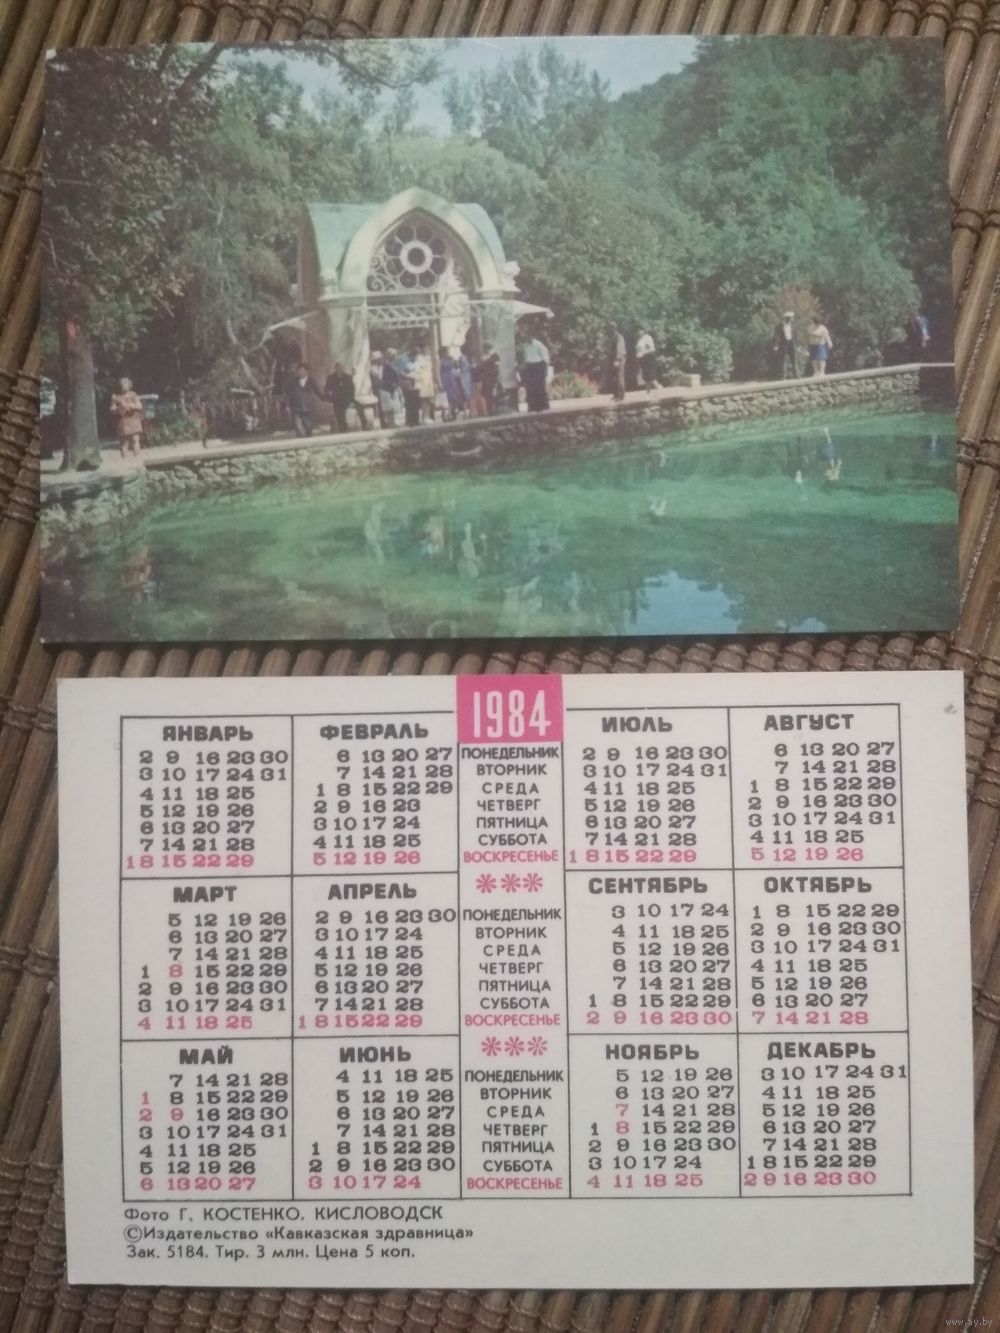 1984
ЯНВАРЬ
2 9 16 23 30
3 10 17 24 31
4 11 18 25
5 12 19 26
6 13 20 27
7 14 21 28
1 8 15 22 29
ФЕВРАЛЬ
6 13 20 27
7 14 21 28
1 8 15 22 29
2 9 16 23
3 10 17 24
4 11 18 25
5 12 19 26
ПОНЕДЕЛЬНИК
ВТОРНИК
СРЕДА
ЧЕТВЕРГ
ПЯТНИЦА
СУББОТА
ВОСКРЕСЕНЬЕ
ИЮЛЬ
2 9 16 23 30
3 10 17 24 31
4 11 18 25
5 12 19 26
6 13 20 27
7 14 21 28
1 8 15 22 29
АВГУСТ
6 13 20 27
7 14 21 28
1 8 15 22 29
2 9 16 23 30
3 10 17 24 31
4 11 18 25
5 12 19 26
МАРТ
5 12 19 26
6 13 20 27
7 14 21 28
1 8 15 22 29
2 9 16 23 30
3 10 17 24 31
4 11 18 25
АПРЕЛЬ
2 9 16 23 30
3 10 17 24
4 11 18 25
5 12 19 26
6 13 20 27
7 14 21 28
1 8 15 22 29
ПОНЕДЕЛЬНИК
ВТОРНИК
СРЕДА
ЧЕТВЕРГ
ПЯТНИЦА
СУББОТА
ВОСКРЕСЕНЬЕ
СЕНТЯБРЬ
3 10 17 24
4 11 18 25
5 12 19 26
6 13 20 27
7 14 21 28
1 8 15 22 29
2 9 16 23 30
ОКТЯБРЬ
1 8 15 22 29
2 9 16 23 30
3 10 17 24 31
4 11 18 25
5 12 19 26
6 13 20 27
7 14 21 28
МАЙ
7 14 21 28
1 8 15 22 29
2 9 16 23 30
3 10 17 24 31
4 11 18 25
5 12 19 26
6 13 20 27
ИЮНЬ
4 11 18 25
5 12 19 26
6 13 20 27
7 14 21 28
1 8 15 22 29
2 9 16 23 30
3 10 17 24
ПОНЕДЕЛЬНИК
ВТОРНИК
СРЕДА
ЧЕТВЕРГ
ПЯТНИЦА
СУББОТА
ВОСКРЕСЕНЬЕ
НОЯБРЬ
5 12 19 26
6 13 20 27
7 14 21 28
1 8 15 22 29
2 9 16 23 30
3 10 17 24
4 11 18 25
ДЕКАБРЬ
3 10 17 24 31
4 11 18 25
5 12 19 26
6 13 20 27
7 14 21 28
1 8 15 22 29
2 9 16 23 30
Фото Г. КОСТЕНКО. КИСЛОВОДСК
©Издательство «Кавказская здравница»
Зак. 5184. Тир. 3 млн. Цена 5 коп.
www.ay.by